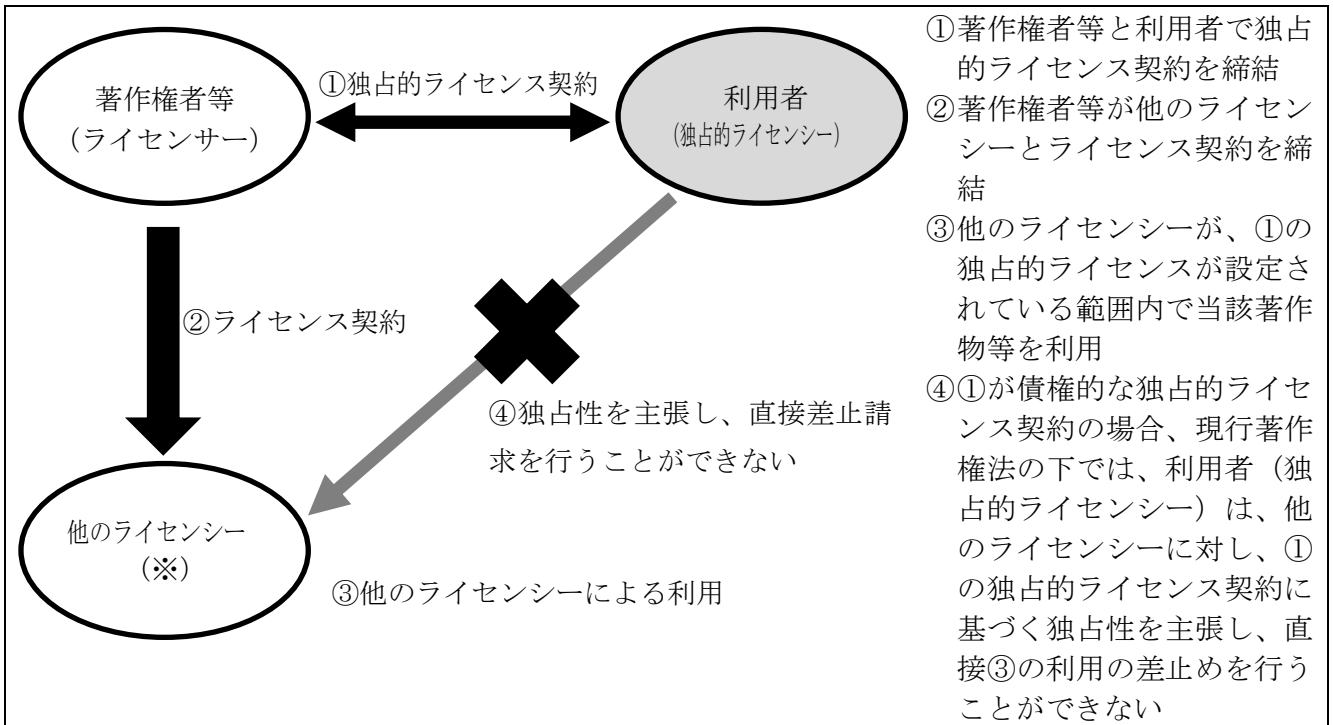 著作権者等
(ライセンサー)
①独占的ライセンス契約
利用者
(独占的ライセンシー)
②ライセンス契約
④独占性を主張し、直接差止請
求を行うことができない
他のライセンシー
(※)
③他のライセンシーによる利用
①著作権者等と利用者で独占
的ライセンス契約を締結
②著作権者等が他のライセン
シーとライセンス契約を締
結
③他のライセンシーが、①の
独占的ライセンスが設定さ
れている範囲内で当該著作
物等を利用
④①が債権的な独占的ライセ
ンス契約の場合、現行著作
権法の下では、利用者(独
占的ライセンシー)は、他
のライセンシーに対し、①
の独占的ライセンス契約に
基づく独占性を主張し、直
接③の利用の差止めを行う
ことができない